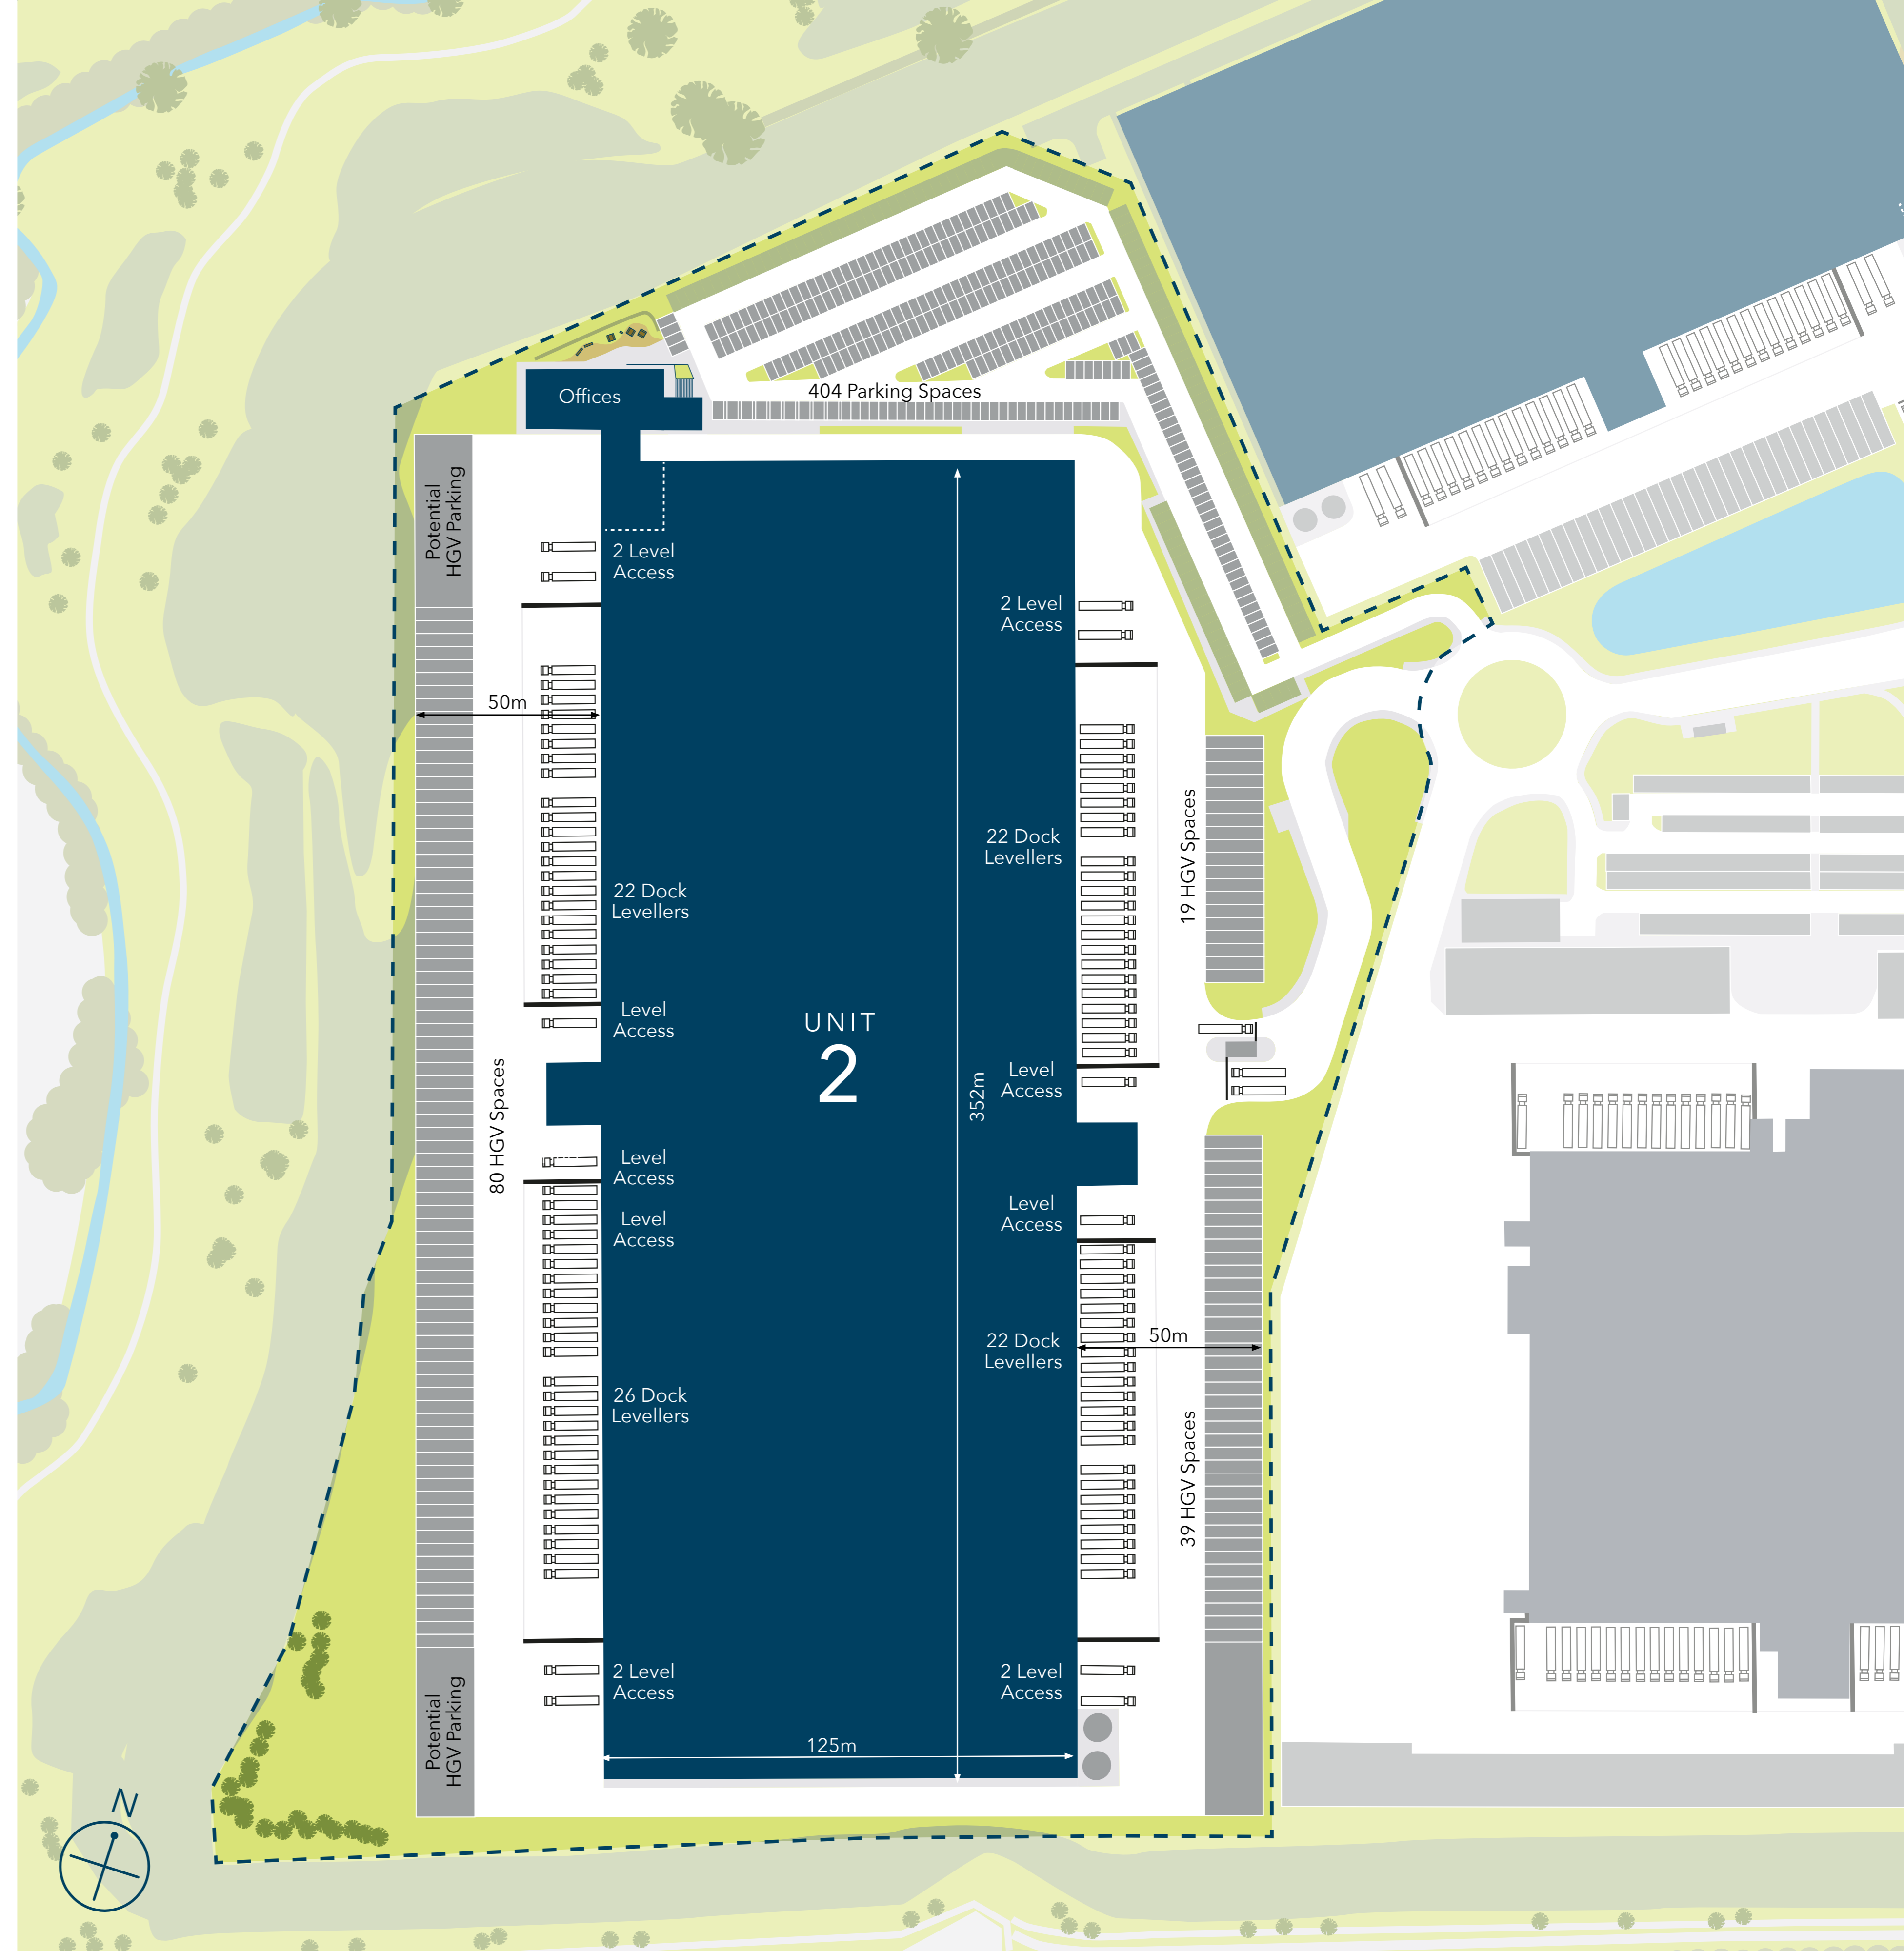 Offices
404 Parking Spaces
Potential
HGV Parking
2 Level
Access
2 Level
Access
50m
22 Dock
Levellers
19 HGV Spaces
22 Dock
Levellers
Level
Access
UNIT
2
80 HGV Spaces
352m
Level
Access
Level
Access
Level
Access
Level
Access
22 Dock
Levellers
50m
26 Dock
Levellers
39 HGV Spaces
2 Level
Access
2 Level
Access
Potential
HGV Parking
125m
N